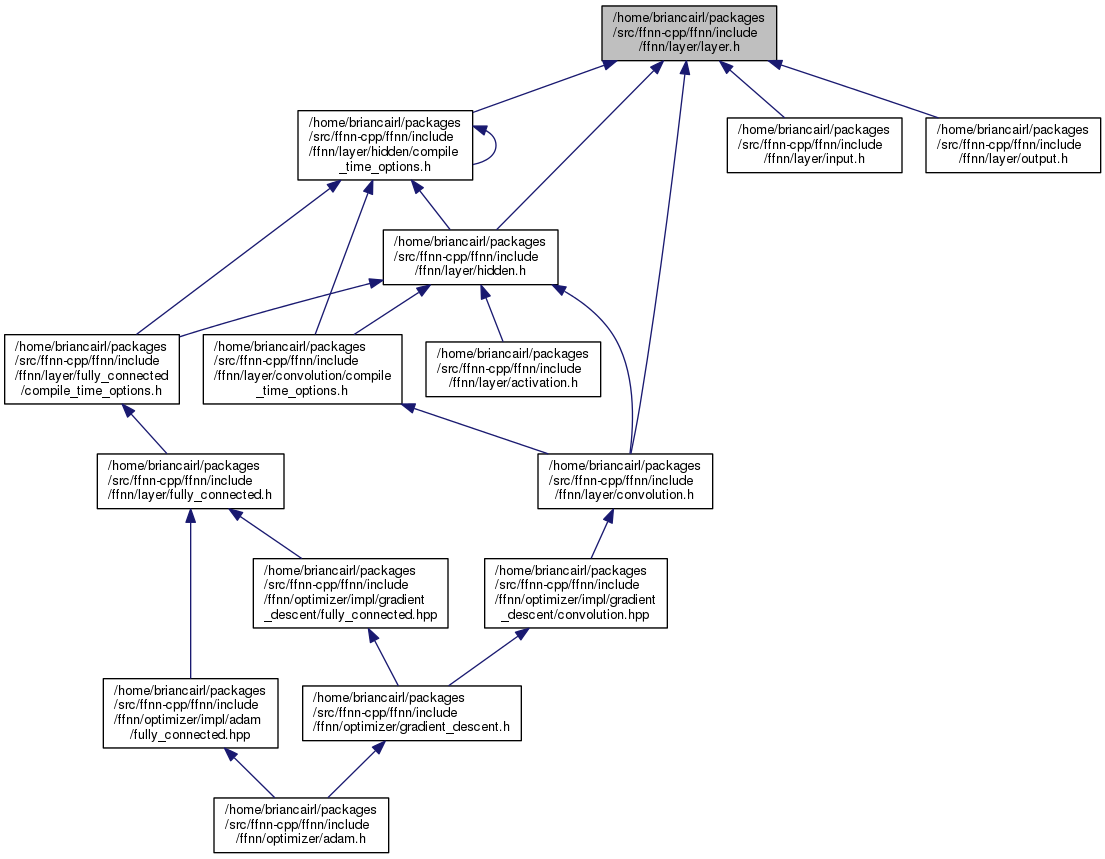 /home/briancairl/packages
/src/ffnn-cpp/ffnn/include
/ffnn/layer/layer.h
/home/briancairl/packages
/src/ffnn-cpp/ffnn/include
/ffnn/layer/hidden/compile
_time_options.h
/home/briancairl/packages
/src/ffnn-cpp/ffnn/include
/ffnn/layer/input.h
/home/briancairl/packages
/src/ffnn-cpp/ffnn/include
/ffnn/layer/output.h
/home/briancairl/packages
/src/ffnn-cpp/ffnn/include
/ffnn/layer/hidden.h
/home/briancairl/packages
/src/ffnn-cpp/ffnn/include
/ffnn/layer/fully_connected
/compile_time_options.h
/home/briancairl/packages
/src/ffnn-cpp/ffnn/include
/ffnn/layer/convolution/compile
_time_options.h
/home/briancairl/packages
/src/ffnn-cpp/ffnn/include
/ffnn/layer/activation.h
/home/briancairl/packages
/src/ffnn-cpp/ffnn/include
/ffnn/layer/fully_connected.h
/home/briancairl/packages
/src/ffnn-cpp/ffnn/include
/ffnn/layer/convolution.h
/home/briancairl/packages
/src/ffnn-cpp/ffnn/include
/ffnn/optimizer/impl/gradient
_descent/fully_connected.hpp
/home/briancairl/packages
/src/ffnn-cpp/ffnn/include
/ffnn/optimizer/impl/gradient
_descent/convolution.hpp
/home/briancairl/packages
/src/ffnn-cpp/ffnn/include
/ffnn/optimizer/impl/adam
/fully_connected.hpp
/home/briancairl/packages
/src/ffnn-cpp/ffnn/include
/ffnn/optimizer/gradient_descent.h
/home/briancairl/packages
/src/ffnn-cpp/ffnn/include
/ffnn/optimizer/adam.h